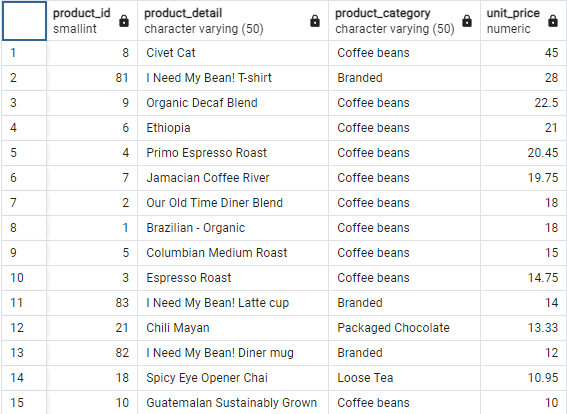 product_id product_detail product_category unit_price
smallint character varying (50) character varying (50) numeric
1 8 Civet Cat Coffee beans 45
2 81 I Need My Bean! T-shirt Branded 28
3 9 Organic Decaf Blend Coffee beans 22.5
4 6 Ethiopia Coffee beans 21
5 4 Primo Espresso Roast Coffee beans 20.45
6 7 Jamacian Coffee River Coffee beans 19.75
7 2 Our Old Time Diner Blend Coffee beans 18
8 1 Brazilian - Organic Coffee beans 18
9 5 Columbian Medium Roast Coffee beans 15
10 3 Espresso Roast Coffee beans 14.75
11 83 I Need My Bean! Latte cup Branded 14
12 21 Chili Mayan Packaged Chocolate 13.33
13 82 I Need My Bean! Diner mug Branded 12
14 18 Spicy Eye Opener Chai Loose Tea 10.95
15 10 Guatemalan Sustainably Grown Coffee beans 10